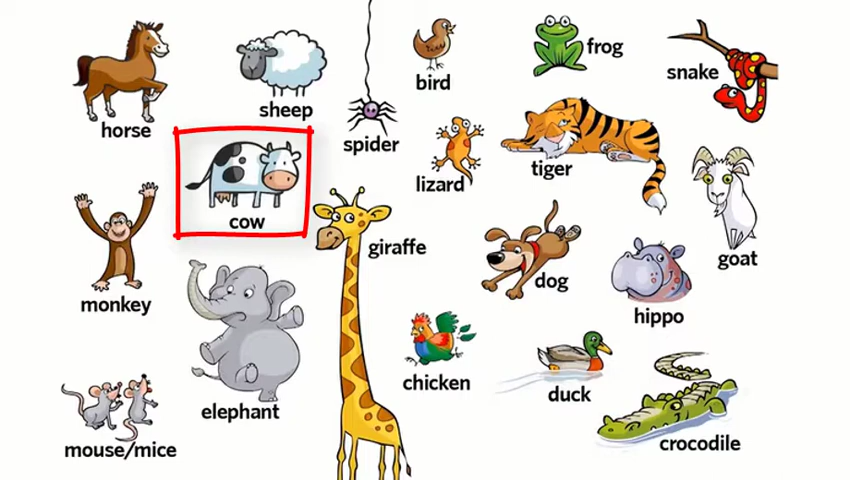 horse
sheep
spider
bird
frog
snake
cow
lizard
tiger
goat
monkey
giraffe
dog
hippo
elephant
chicken
duck
mouse/mice
crocodile